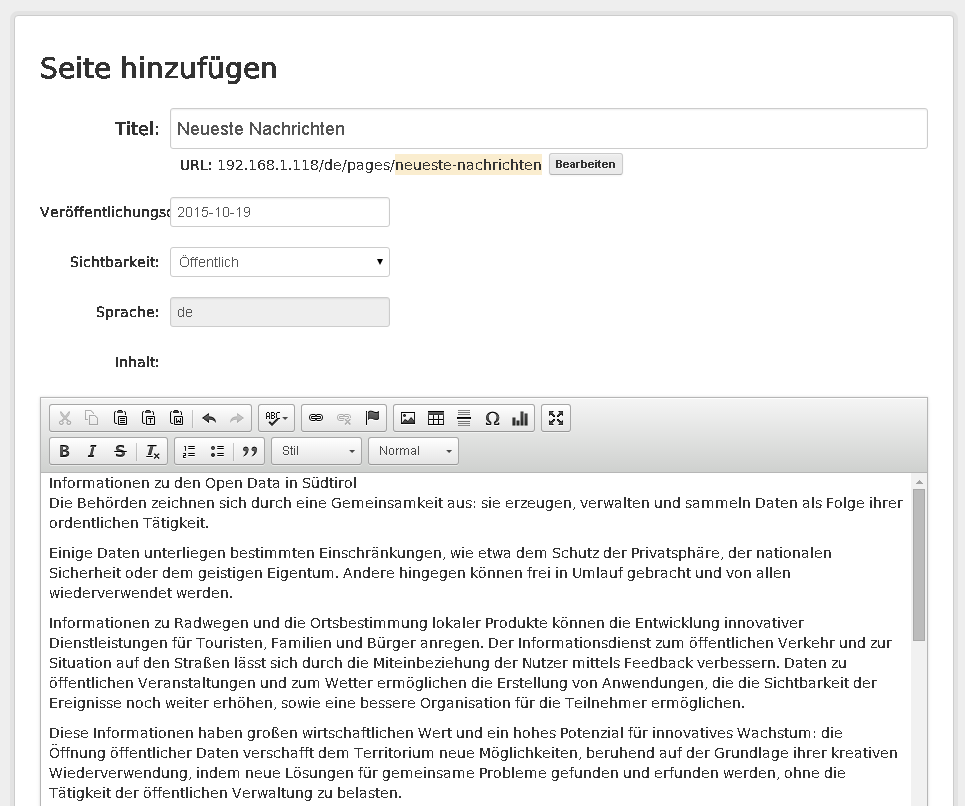 Seite hinzufügen
Titel: Neueste Nachrichten
URL: 192.168.1.118/de/pages/neueste-nachrichten Bearbeiten
2015-10-19
Sichtbarkeit: Öffentlich
Sprache: de
Inhalt:
ABC
B I S Ix Stil Normal
Informationen zu den Open Data in Südtirol
Die Behörden zeichnen sich durch eine Gemeinsamkeit aus: sie erzeugen, verwalten und sammeln Daten als Folge ihrer
ordentlichen Tätigkeit.
Einige Daten unterliegen bestimmten Einschränkungen, wie etwa dem Schutz der Privatsphäre, der nationalen
Sicherheit oder dem geistigen Eigentum. Andere hingegen können frei in Umlauf gebracht und von allen
wiederverwendet werden.
Informationen zu Radwegen und die Ortsbestimmung lokaler Produkte können die Entwicklung innovativer
Dienstleistungen für Touristen, Familien und Bürger anregen. Der Informationsdienst zum öffentlichen Verkehr und zur
Situation auf den Straßen lässt sich durch die Miteinbeziehung der Nutzer mittels Feedback verbessern. Daten zu
öffentlichen Veranstaltungen und zum Wetter ermöglichen die Erstellung von Anwendungen, die die Sichtbarkeit der
Ereignisse noch weiter erhöhen, sowie eine bessere Organisation für die Teilnehmer ermöglichen.
Diese Informationen haben großen wirtschaftlichen Wert und ein hohes Potenzial für innovatives Wachstum: die
Öffnung öffentlicher Daten verschafft dem Territorium neue Möglichkeiten, beruhend auf der Grundlage ihrer kreativen
Wiederverwendung, indem neue Lösungen für gemeinsame Probleme gefunden und erfunden werden, ohne die
Tätigkeit der öffentlichen Verwaltung zu belasten.